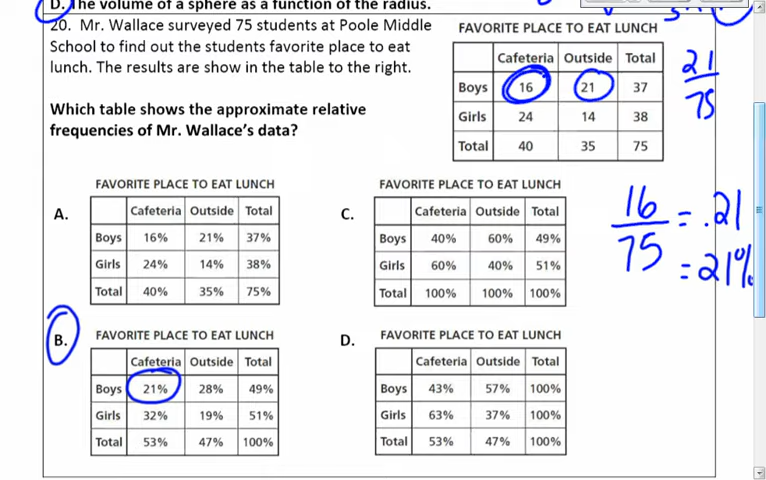 D. The volume of a sphere as a function of the radius.
20. Mr. Wallace surveyed 75 students at Poole Middle
School to find out the students favorite place to eat
lunch. The results are show in the table to the right.
Which table shows the approximate relative
frequencies of Mr. Wallace's data?
FAVORITE PLACE TO EAT LUNCH
Cafeteria Outside Total
Boys 16 21 37
Girls 24 14 38
Total 40 35 75
21
75
A.
FAVORITE PLACE TO EAT LUNCH
Cafeteria Outside Total
Boys 16% 21% 37%
Girls 24% 14% 38%
Total 40% 35% 75%
C.
FAVORITE PLACE TO EAT LUNCH
Cafeteria Outside Total
Boys 40% 60% 49%
Girls 60% 40% 51%
Total 100% 100% 100%
16
75
= .21
= 21%
B.
FAVORITE PLACE TO EAT LUNCH
Cafeteria Outside Total
Boys 21% 28% 49%
Girls 32% 19% 51%
Total 53% 47% 100%
D.
FAVORITE PLACE TO EAT LUNCH
Cafeteria Outside Total
Boys 43% 57% 100%
Girls 63% 37% 100%
Total 53% 47% 100%